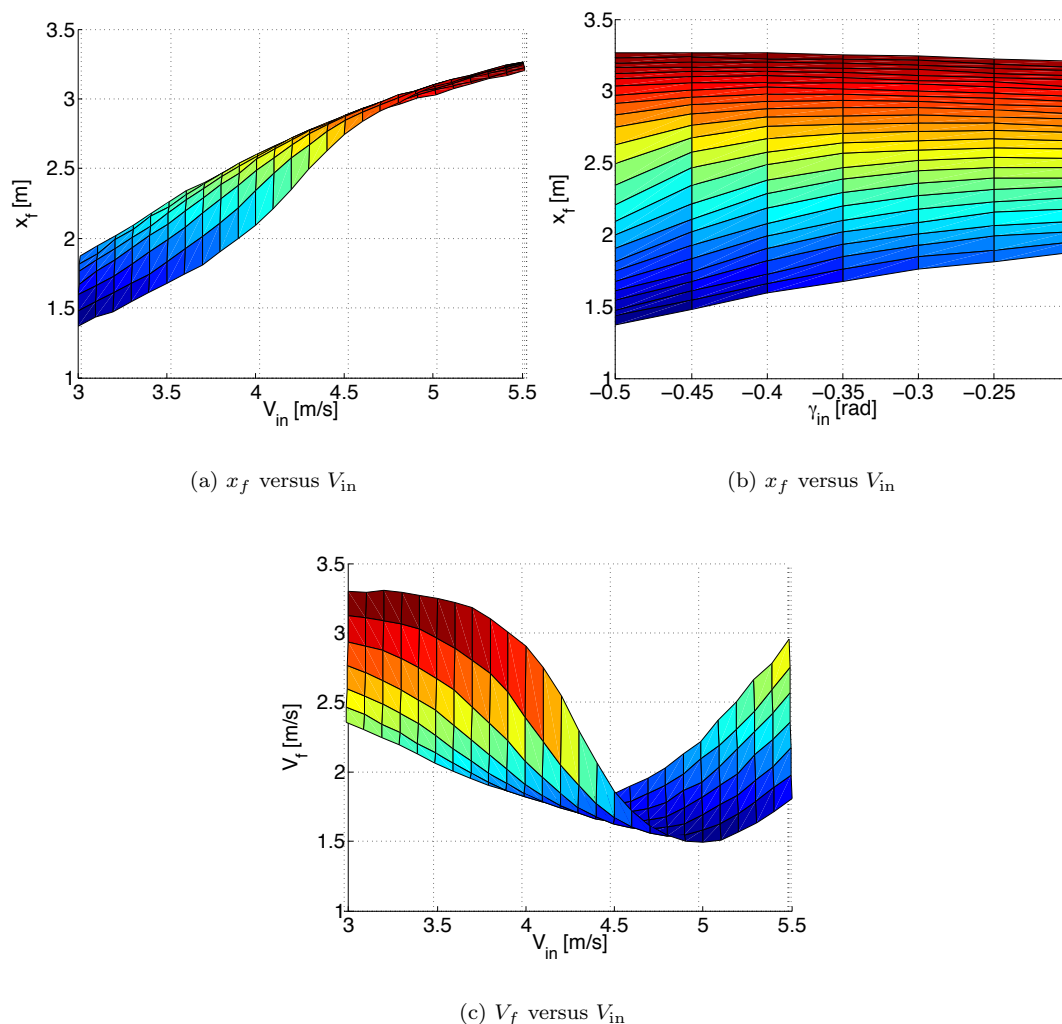 3.5
3
2.5
2
1.5
1
x_f [m]
3 3.5 4 4.5 5 5.5
V_in [m/s]
(a) x_f versus V_in
3.5
3
2.5
2
1.5
1
x_f [m]
−0.5 −0.45 −0.4 −0.35 −0.3 −0.25
γ_in [rad]
(b) x_f versus V_in
3.5
3
2.5
2
1.5
1
V_f [m/s]
3 3.5 4 4.5 5 5.5
V_in [m/s]
(c) V_f versus V_in